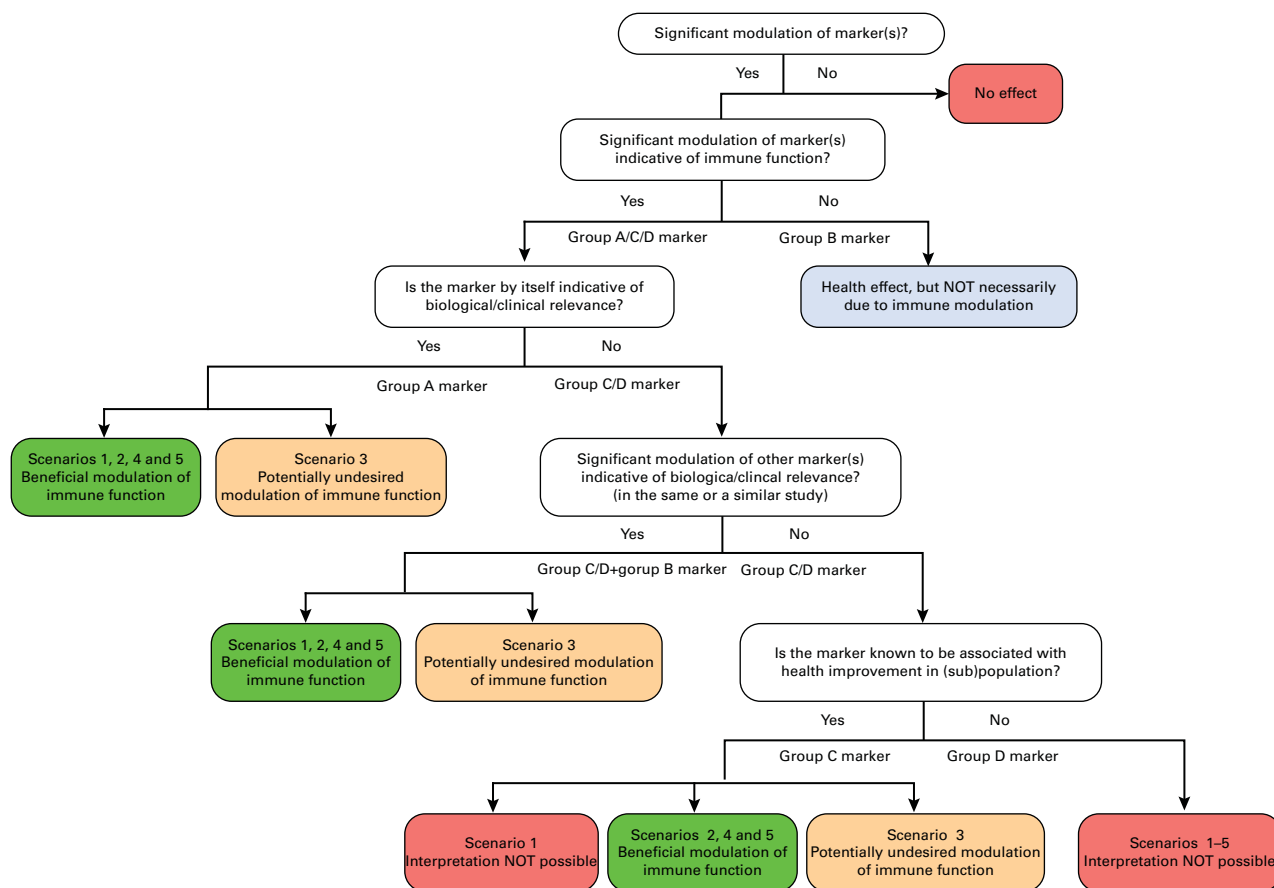 Significant modulation of marker(s)?
Yes
No
No effect
Significant modulation of marker(s)
indicative of immune function?
Yes
No
Group A/C/D marker
Group B marker
Is the marker by itself indicative of
biological/clinical relevance?
Health effect, but NOT necessarily
due to immune modulation
Yes
No
Group A marker
Group C/D marker
Scenarios 1, 2, 4 and 5
Beneficial modulation of
immune function
Scenario 3
Potentially undesired
modulation of immune function
Significant modulation of other marker(s)
indicative of biologica/clincal relevance?
(in the same or a similar study)
Yes
No
Group C/D+gorup B marker
Group C/D marker
Scenarios 1, 2, 4 and 5
Beneficial modulation of
immune function
Scenario 3
Potentially undesired modulation
of immune function
Is the marker known to be associated with
health improvement in (sub)population?
Yes
No
Group C marker
Group D marker
Scenario 1
Interpretation NOT possible
Scenarios 2, 4 and 5
Beneficial modulation of
immune function
Scenario 3
Potentially undesired modulation
of immune function
Scenarios 1–5
Interpretation NOT possible